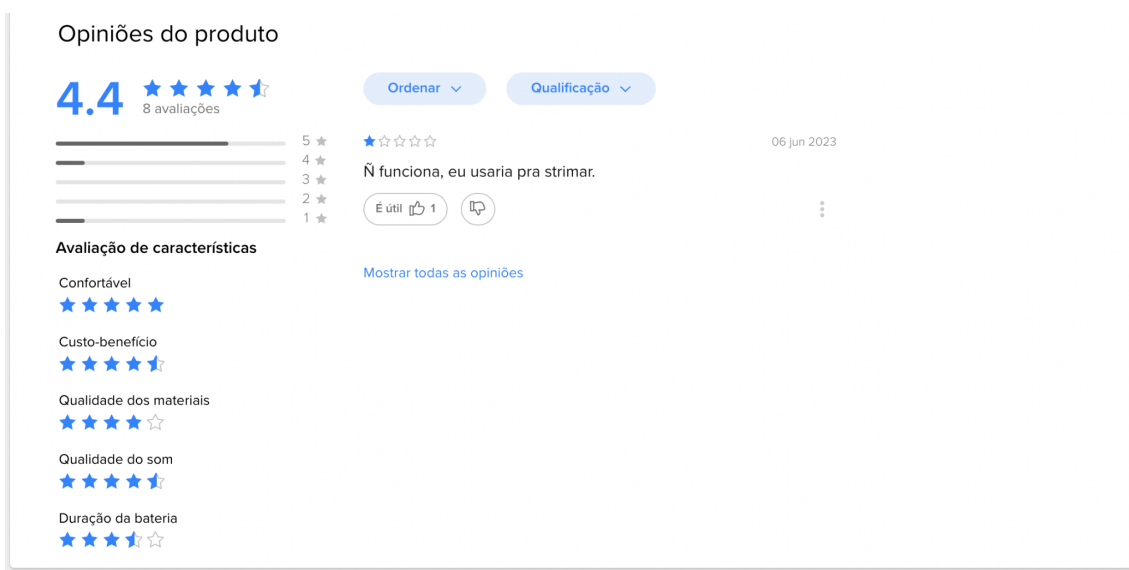 Opiniões do produto
4.4
8 avaliações
5
4
3
2
1
Avaliação de características
Confortável
Custo-benefício
Qualidade dos materiais
Qualidade do som
Duração da bateria
Ordenar
Qualificação
06 jun 2023
Ñ funciona, eu usaria pra strimar.
É útil 1
Mostrar todas as opiniões